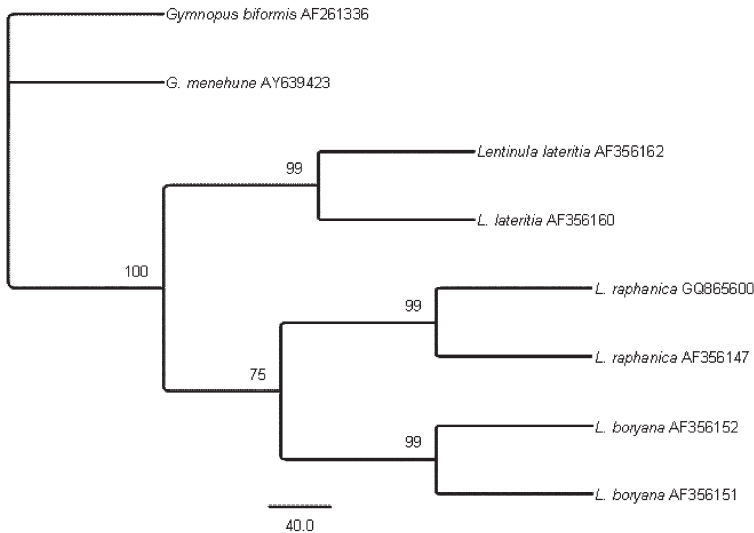 Gymnopus biformis AF261336
G. menehune AY639423
99
Lentinula lateritia AF356162
L. lateritia AF356160
100
99
L. raphanica GQ865600
L. raphanica AF356147
75
99
L. boryana AF356152
L. boryana AF356151
40.0